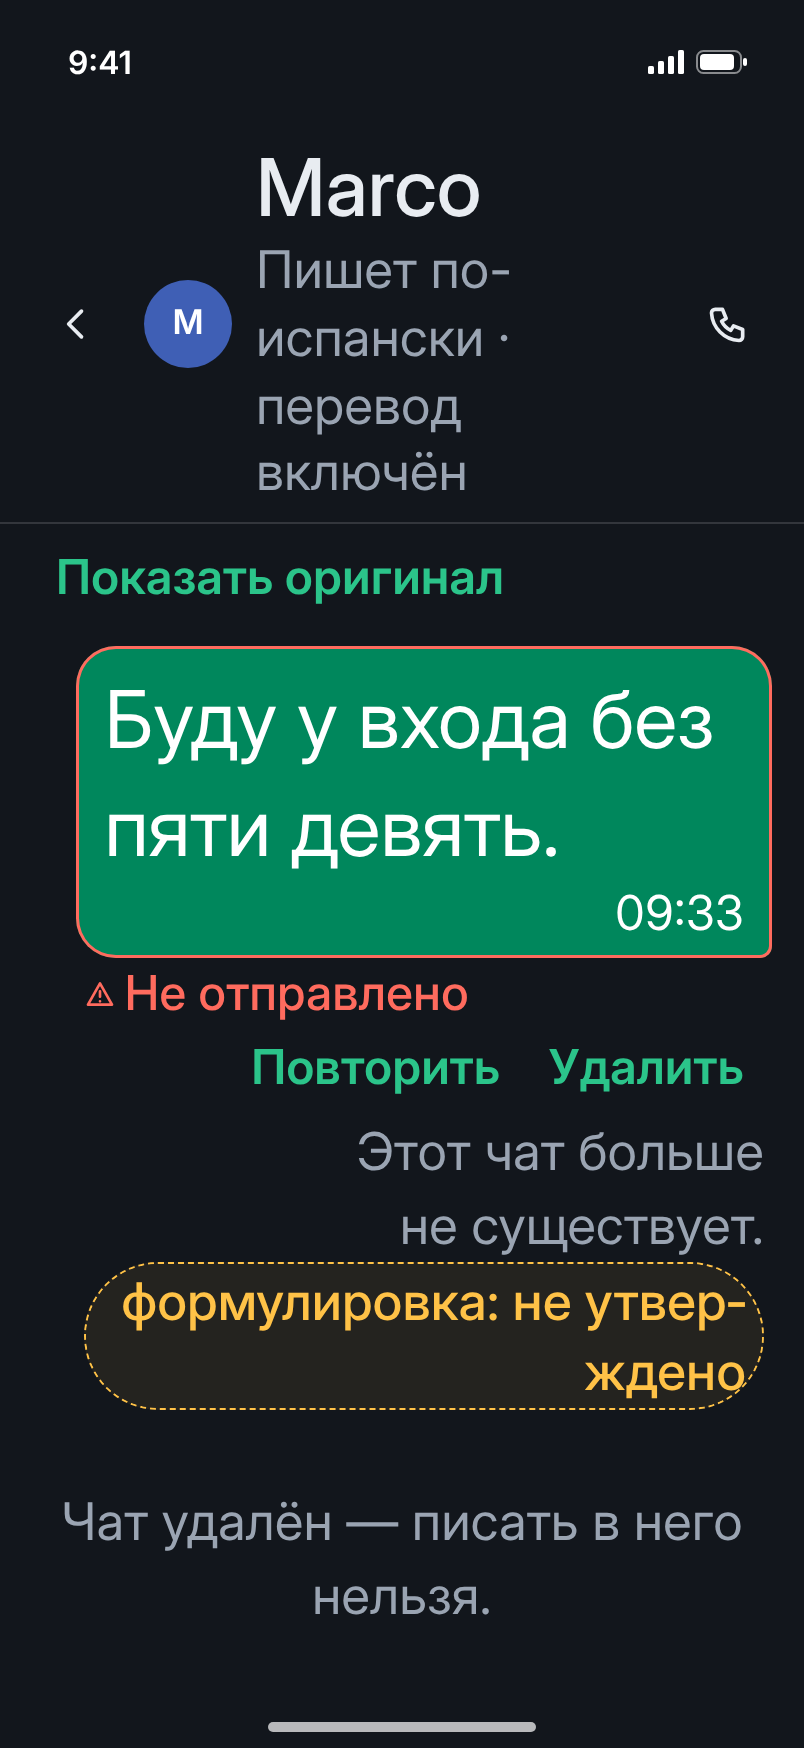 9:41
Marco
M
Пишет по-
испански ·
перевод
включён
Показать оригинал
Буду у входа без
пяти девять.
09:33
Не отправлено
Повторить Удалить
Этот чат больше
не существует.
формулировка: не утвер-
ждено
Чат удалён — писать в него
нельзя.